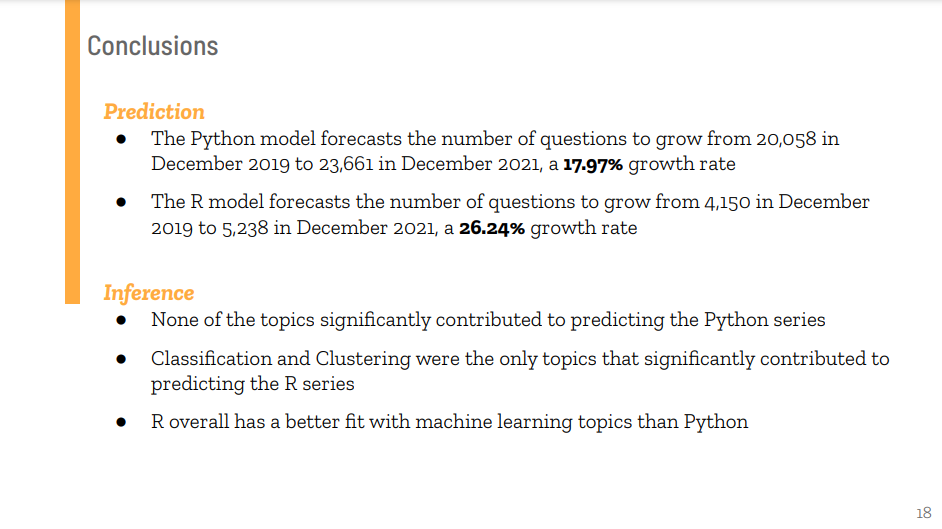 Conclusions
Prediction
● The Python model forecasts the number of questions to grow from 20,058 in
December 2019 to 23,661 in December 2021, a 17.97% growth rate
● The R model forecasts the number of questions to grow from 4,150 in December
2019 to 5,238 in December 2021, a 26.24% growth rate
Inference
● None of the topics significantly contributed to predicting the Python series
● Classification and Clustering were the only topics that significantly contributed to
predicting the R series
● R overall has a better fit with machine learning topics than Python
18